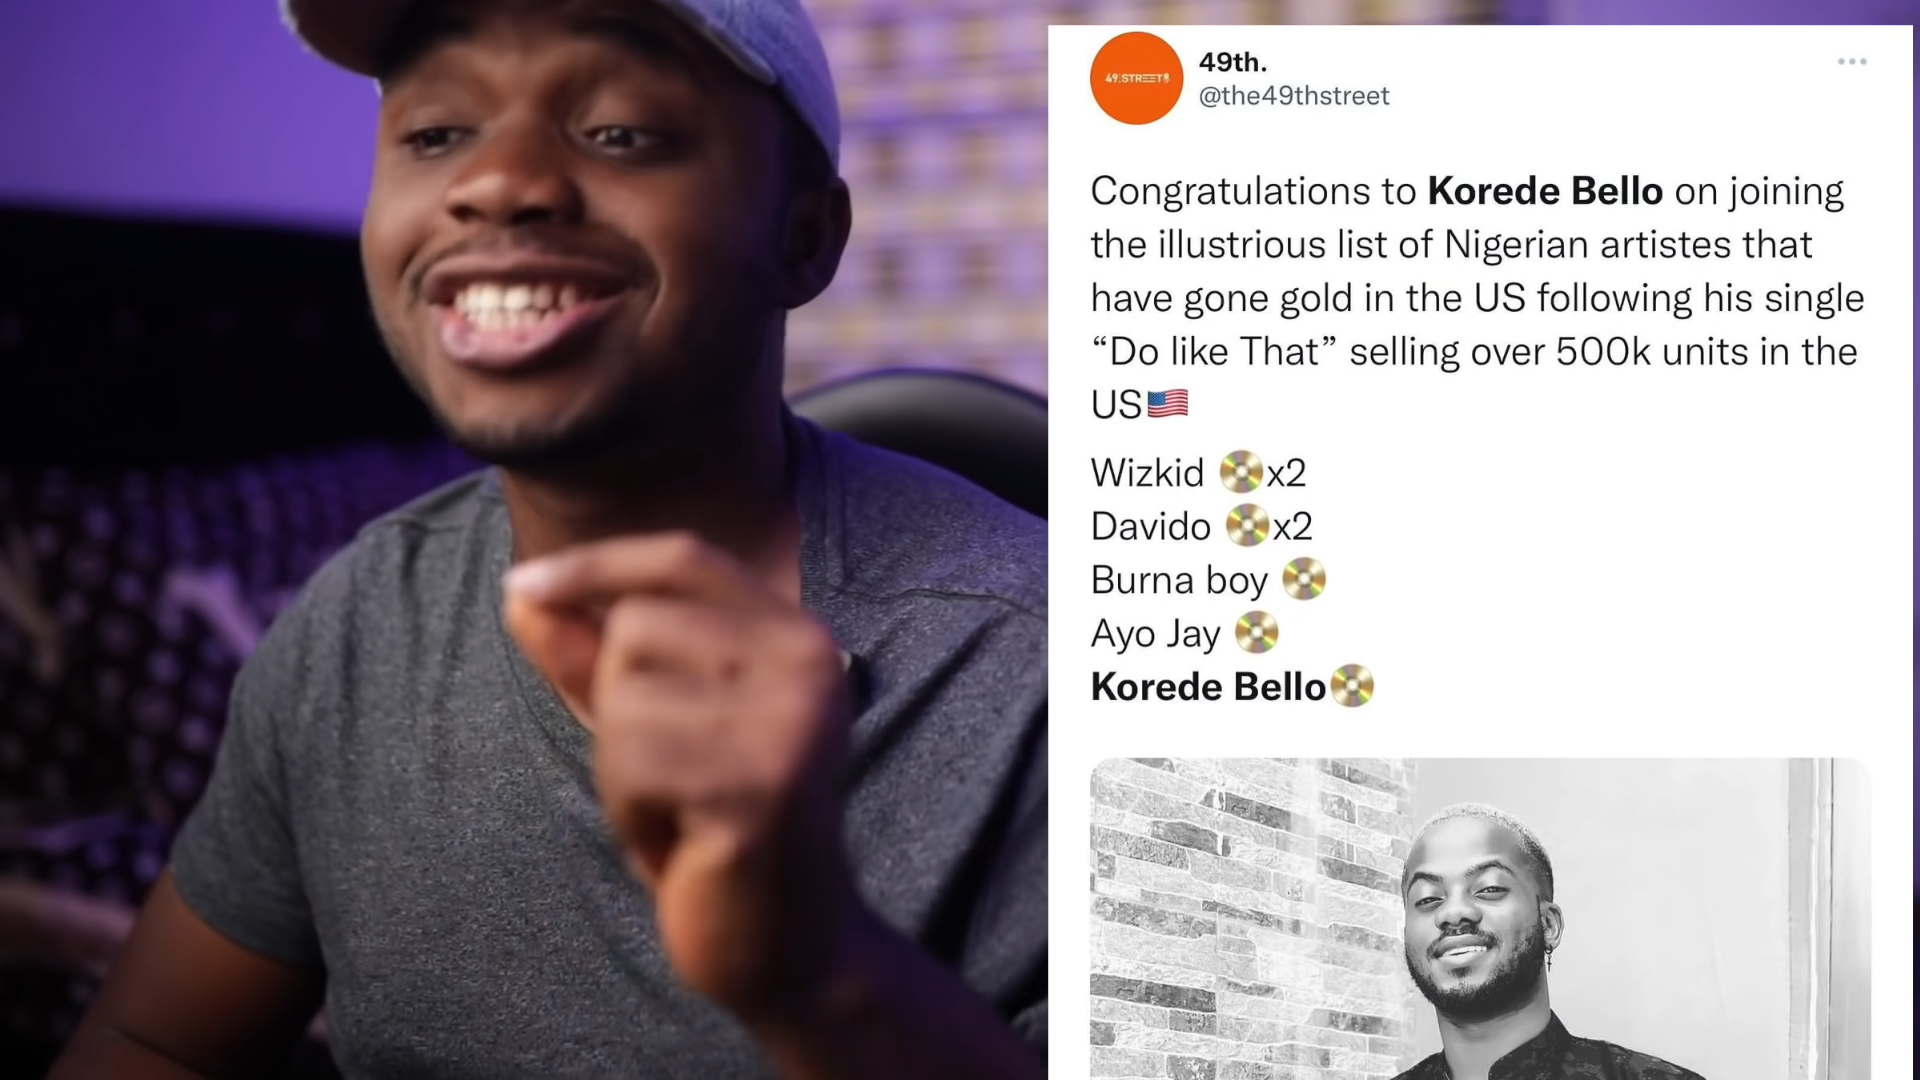 49.STREET
49th.
@the49thstreet
Congratulations to Korede Bello on joining
the illustrious list of Nigerian artistes that
have gone gold in the US following his single
“Do like That” selling over 500k units in the
US🇺🇸
Wizkid 📀x2
Davido 📀x2
Burna boy 📀
Ayo Jay 📀
Korede Bello📀